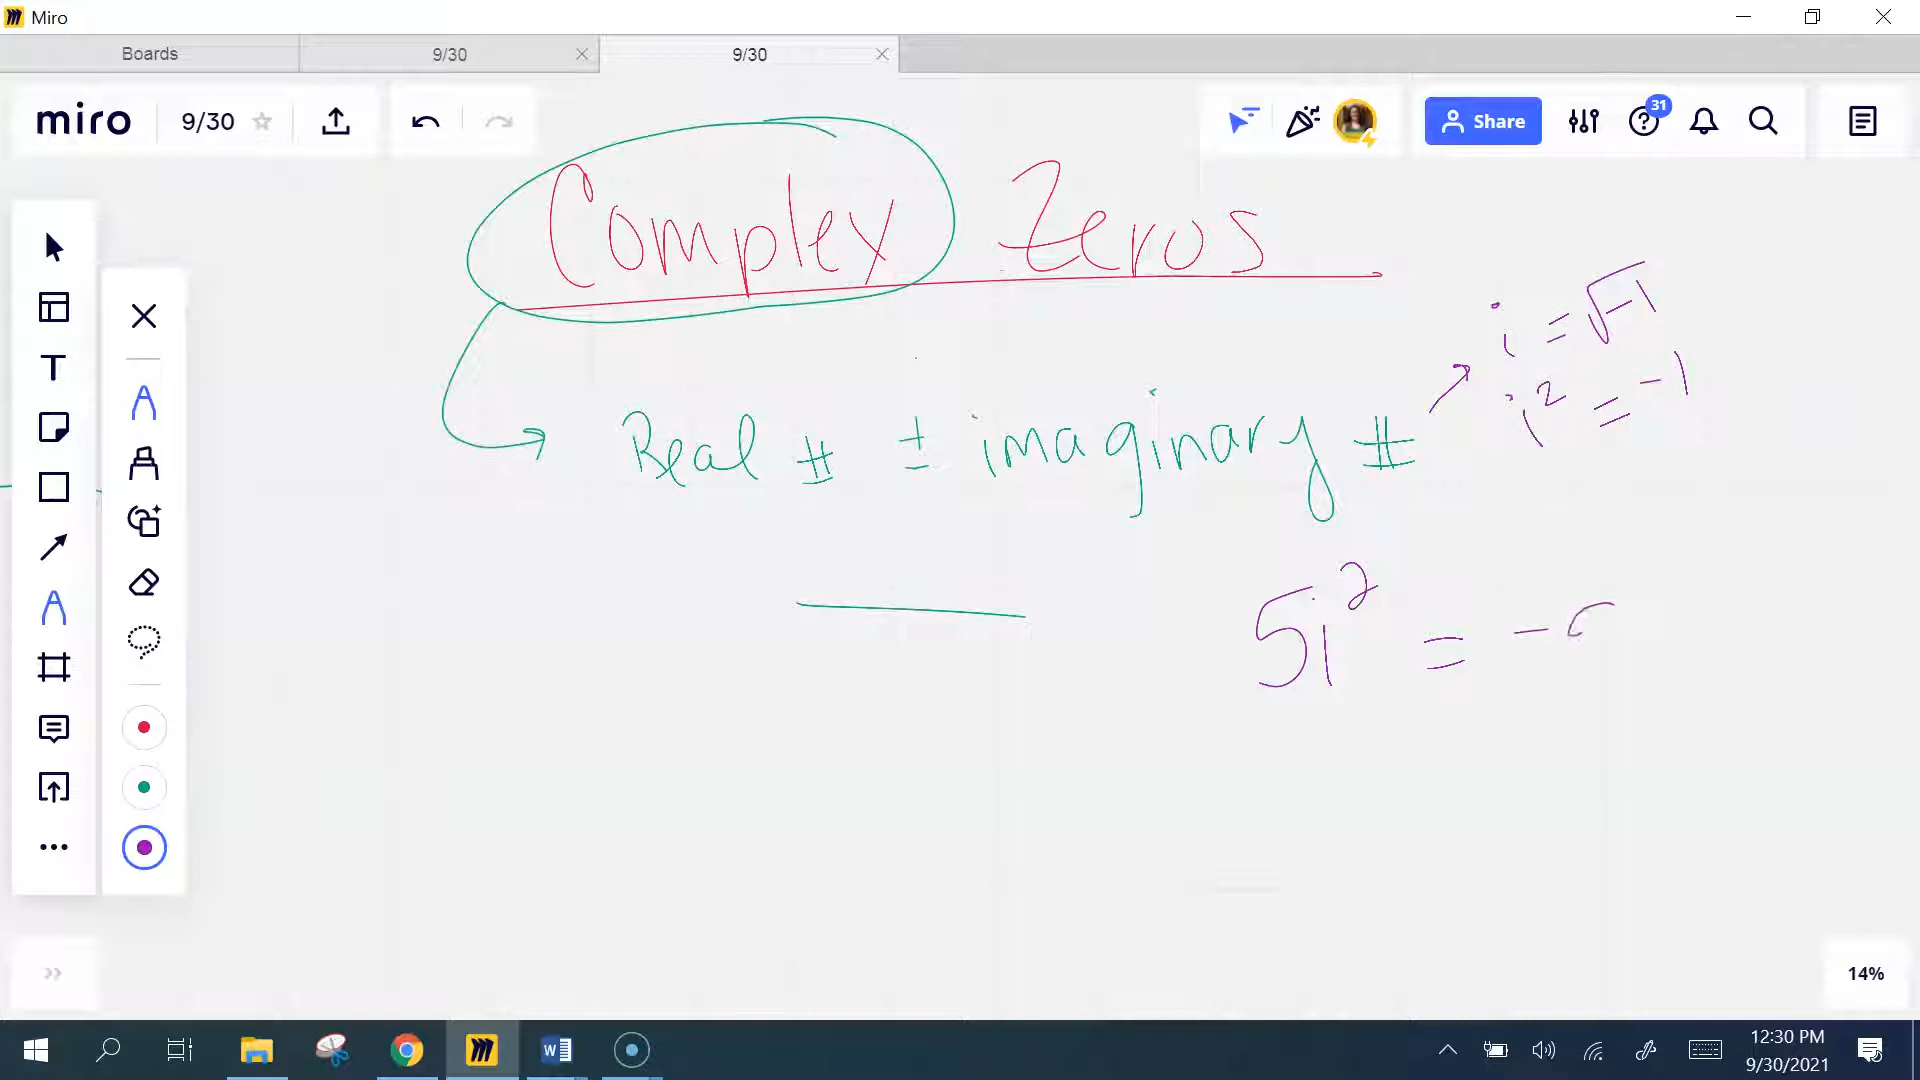 Miro
Boards 9/30 9/30
miro 9/30 Share 31
Complex Zeros
i = √-1
i² = -1
Real # ± imaginary #
5i² = -
14%
12:30 PM
9/30/2021